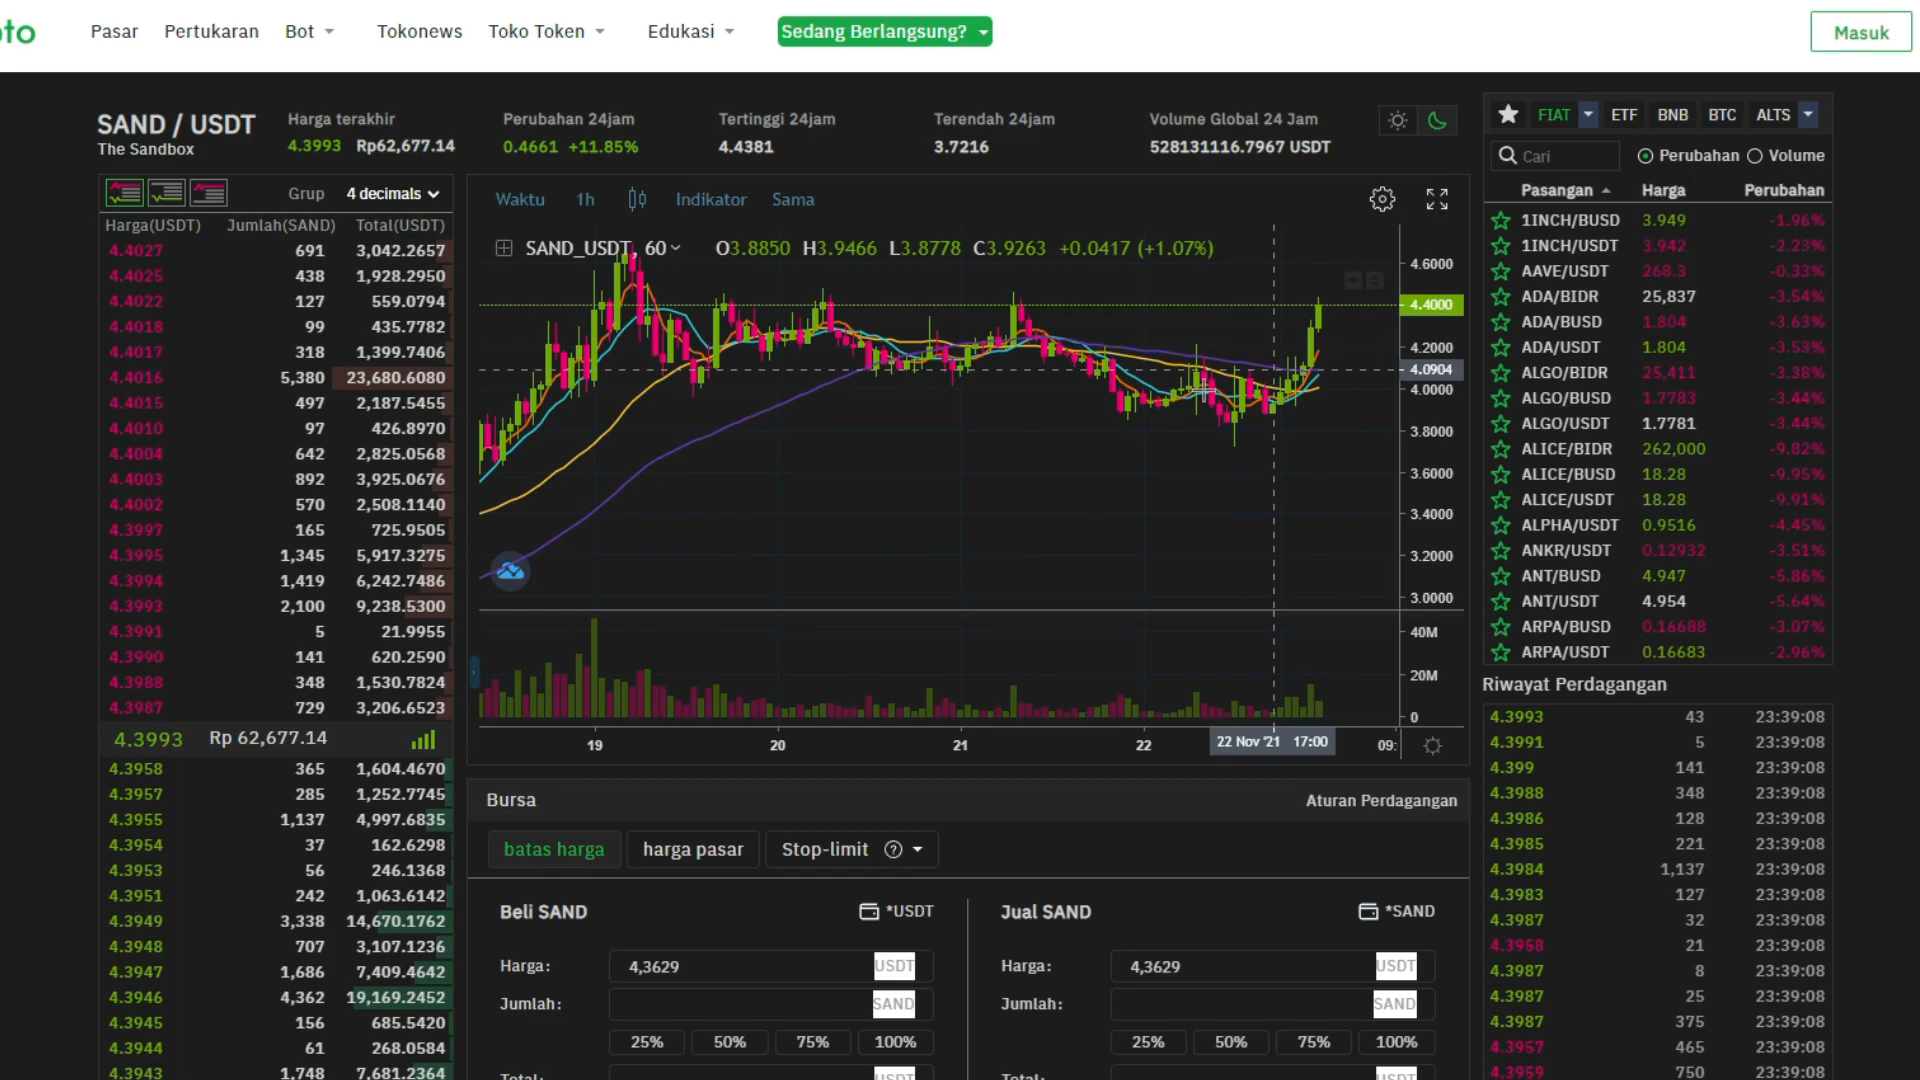 Pasar Pertukaran Bot Tokonews Toko Token Edukasi Sedang Berlangsung? Masuk
SAND / USDT
The Sandbox
Harga terakhir
4.3993 Rp62,677.14
Perubahan 24jam
0.4661 +11.85%
Tertinggi 24jam
4.4381
Terendah 24jam
3.7216
Volume Global 24 Jam
528131116.7967 USDT
Grup 4 decimals
Harga(USDT) Jumlah(SAND) Total(USDT)
4.4027 691 3,042.2657
4.4025 438 1,928.2950
4.4022 127 559.0794
4.4018 99 435.7782
4.4017 318 1,399.7406
4.4016 5,380 23,680.6080
4.4015 497 2,187.5455
4.4010 97 426.8970
4.4004 642 2,825.0568
4.4003 892 3,925.0676
4.4002 570 2,508.1140
4.3997 165 725.9505
4.3995 1,345 5,917.3275
4.3994 1,419 6,242.7486
4.3993 2,100 9,238.5300
4.3991 5 21.9955
4.3990 141 620.2590
4.3988 348 1,530.7824
4.3987 729 3,206.6523
4.3993 Rp 62,677.14
4.3958 365 1,604.4670
4.3957 285 1,252.7745
4.3955 1,137 4,997.6835
4.3954 37 162.6298
4.3953 56 246.1368
4.3951 242 1,063.6142
4.3949 3,338 14,670.1762
4.3948 707 3,107.1236
4.3947 1,686 7,409.4642
4.3946 4,362 19,169.2452
4.3945 156 685.5420
4.3944 61 268.0584
4.3943 1,748 7,681.2364
Waktu 1h Indikator Sama
SAND_USDT, 60 O3.8850 H3.9466 L3.8778 C3.9263 +0.0417 (+1.07%)
4.6000
4.4000
4.2000
4.0904
4.0000
3.8000
3.6000
3.4000
3.2000
3.0000
40M
20M
0
19 20 21 22 22 Nov '21 17:00 09:
Bursa Aturan Perdagangan
batas harga harga pasar Stop-limit
Beli SAND *USDT
Harga: 4,3629 USDT
Jumlah: SAND
25% 50% 75% 100%
Total: USDT
Jual SAND *SAND
Harga: 4,3629 USDT
Jumlah: SAND
25% 50% 75% 100%
Total: USDT
FIAT ETF BNB BTC ALTS
Cari Perubahan Volume
Pasangan Harga Perubahan
1INCH/BUSD 3.949 -1.96%
1INCH/USDT 3.942 -2.23%
AAVE/USDT 268.3 -0.33%
ADA/BIDR 25,837 -3.54%
ADA/BUSD 1.804 -3.63%
ADA/USDT 1.804 -3.53%
ALGO/BIDR 25,411 -3.38%
ALGO/BUSD 1.7783 -3.44%
ALGO/USDT 1.7781 -3.44%
ALICE/BIDR 262,000 -9.82%
ALICE/BUSD 18.28 -9.95%
ALICE/USDT 18.28 -9.91%
ALPHA/USDT 0.9516 -4.45%
ANKR/USDT 0.12932 -3.51%
ANT/BUSD 4.947 -5.86%
ANT/USDT 4.954 -5.64%
ARPA/BUSD 0.16688 -3.07%
ARPA/USDT 0.16683 -2.96%
Riwayat Perdagangan
4.3993 43 23:39:08
4.3991 5 23:39:08
4.399 141 23:39:08
4.3988 348 23:39:08
4.3986 128 23:39:08
4.3985 221 23:39:08
4.3984 1,137 23:39:08
4.3983 127 23:39:08
4.3987 32 23:39:08
4.3958 21 23:39:08
4.3987 8 23:39:08
4.3987 25 23:39:08
4.3987 375 23:39:08
4.3957 465 23:39:08
4.3959 750 23:39:08